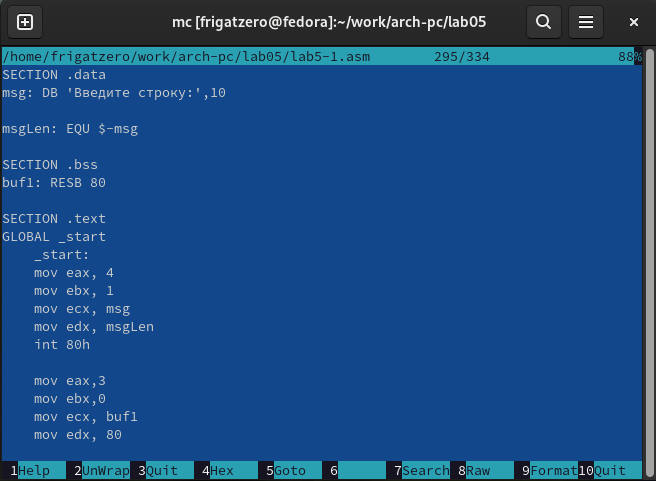 mc [frigatzero@fedora]:~/work/arch-pc/lab05
/home/frigatzero/work/arch-pc/lab05/lab5-1.asm 295/334 88%
SECTION .data
msg: DB 'Введите строку:',10
msgLen: EQU $-msg
SECTION .bss
buf1: RESB 80
SECTION .text
GLOBAL _start
_start:
mov eax, 4
mov ebx, 1
mov ecx, msg
mov edx, msgLen
int 80h
mov eax,3
mov ebx,0
mov ecx, buf1
mov edx, 80
1Help 2UnWrap 3Quit 4Hex 5Goto 6 7Search 8Raw 9Format 10Quit